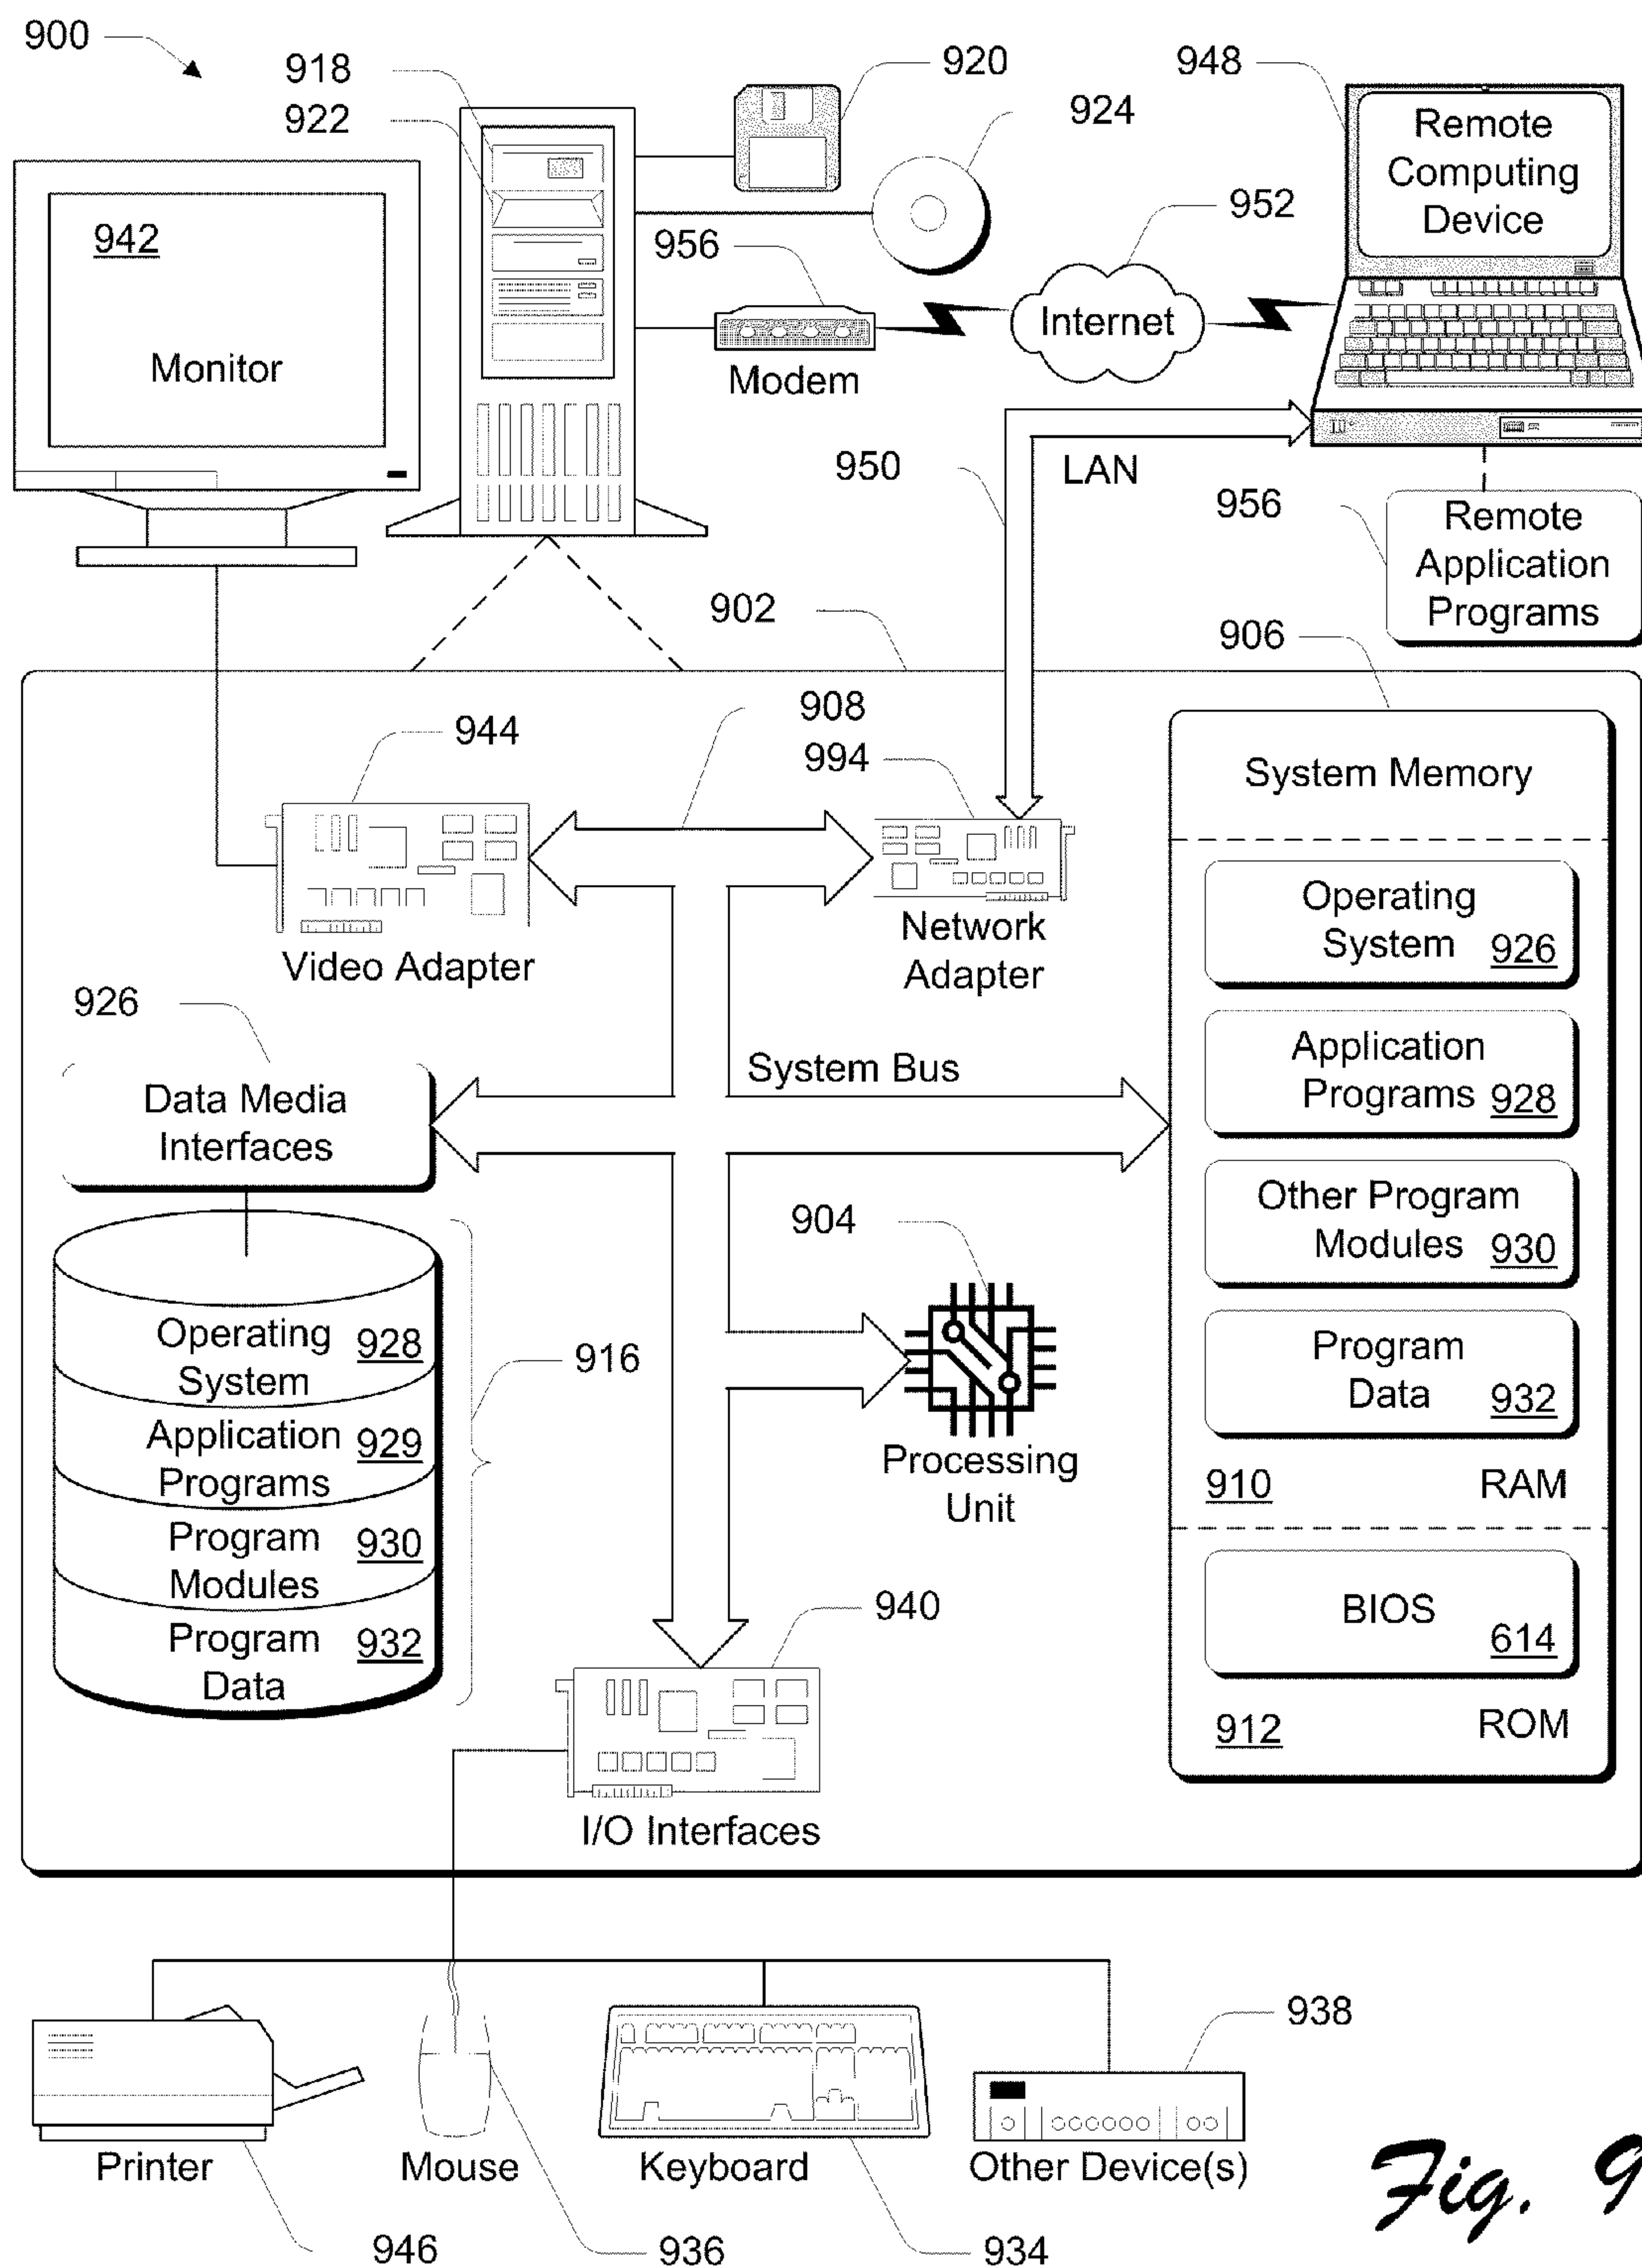 900
918
922
920
924
948
Remote
Computing
Device
942
Monitor
956
Modem
952
Internet
950
LAN
956
Remote
Application
Programs
902
906
944
Video Adapter
908
994
Network
Adapter
System Memory
Operating
System 926
Application
Programs 928
Other Program
Modules 930
Program
Data 932
910 RAM
BIOS
614
912 ROM
926
Data Media
Interfaces
System Bus
Operating 928
System
Application 929
Programs
Program 930
Modules
Program 932
Data
916
904
Processing
Unit
940
I/O Interfaces
Printer
946
Mouse
936
Keyboard
934
938
Other Device(s)
Fig. 9